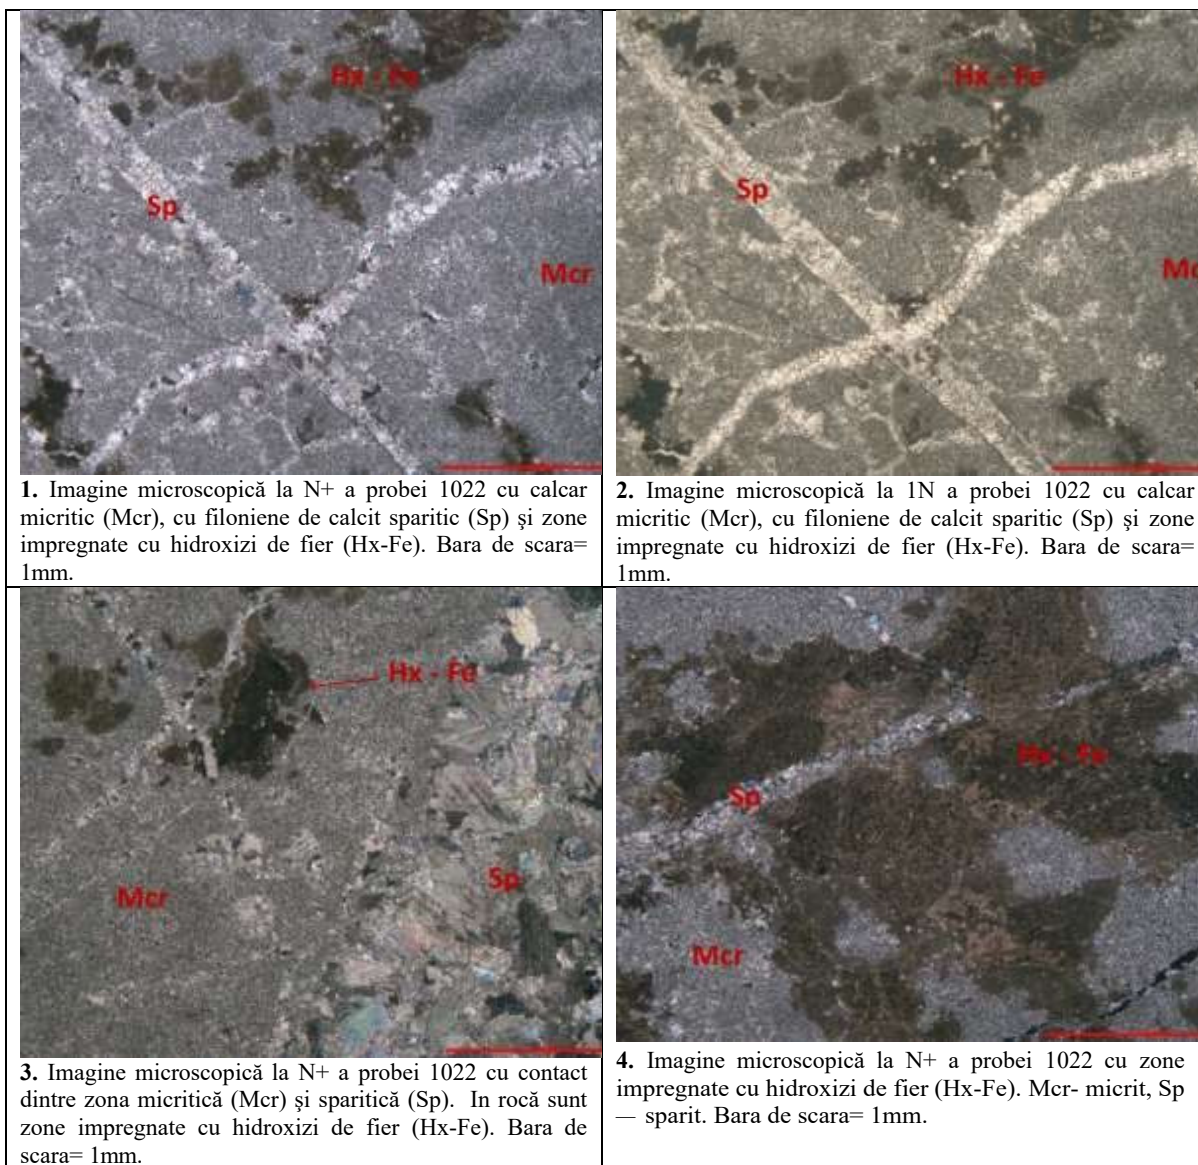 Hx - Fe
Sp
Mcr
1. Imagine microscopică la N+ a probei 1022 cu calcar
micritic (Mcr), cu filoniene de calcit sparitic (Sp) şi zone
impregnate cu hidroxizi de fier (Hx-Fe). Bara de scara=
1mm.
Hx - Fe
Sp
Mc
2. Imagine microscopică la 1N a probei 1022 cu calcar
micritic (Mcr), cu filoniene de calcit sparitic (Sp) şi zone
impregnate cu hidroxizi de fier (Hx-Fe). Bara de scara=
1mm.
Hx - Fe
Sp
Mcr
3. Imagine microscopică la N+ a probei 1022 cu contact
dintre zona micritică (Mcr) şi sparitică (Sp). In rocă sunt
zone impregnate cu hidroxizi de fier (Hx-Fe). Bara de
scara= 1mm.
Hx - Fe
Sp
Mcr
4. Imagine microscopică la N+ a probei 1022 cu zone
impregnate cu hidroxizi de fier (Hx-Fe). Mcr- micrit, Sp
— sparit. Bara de scara= 1mm.